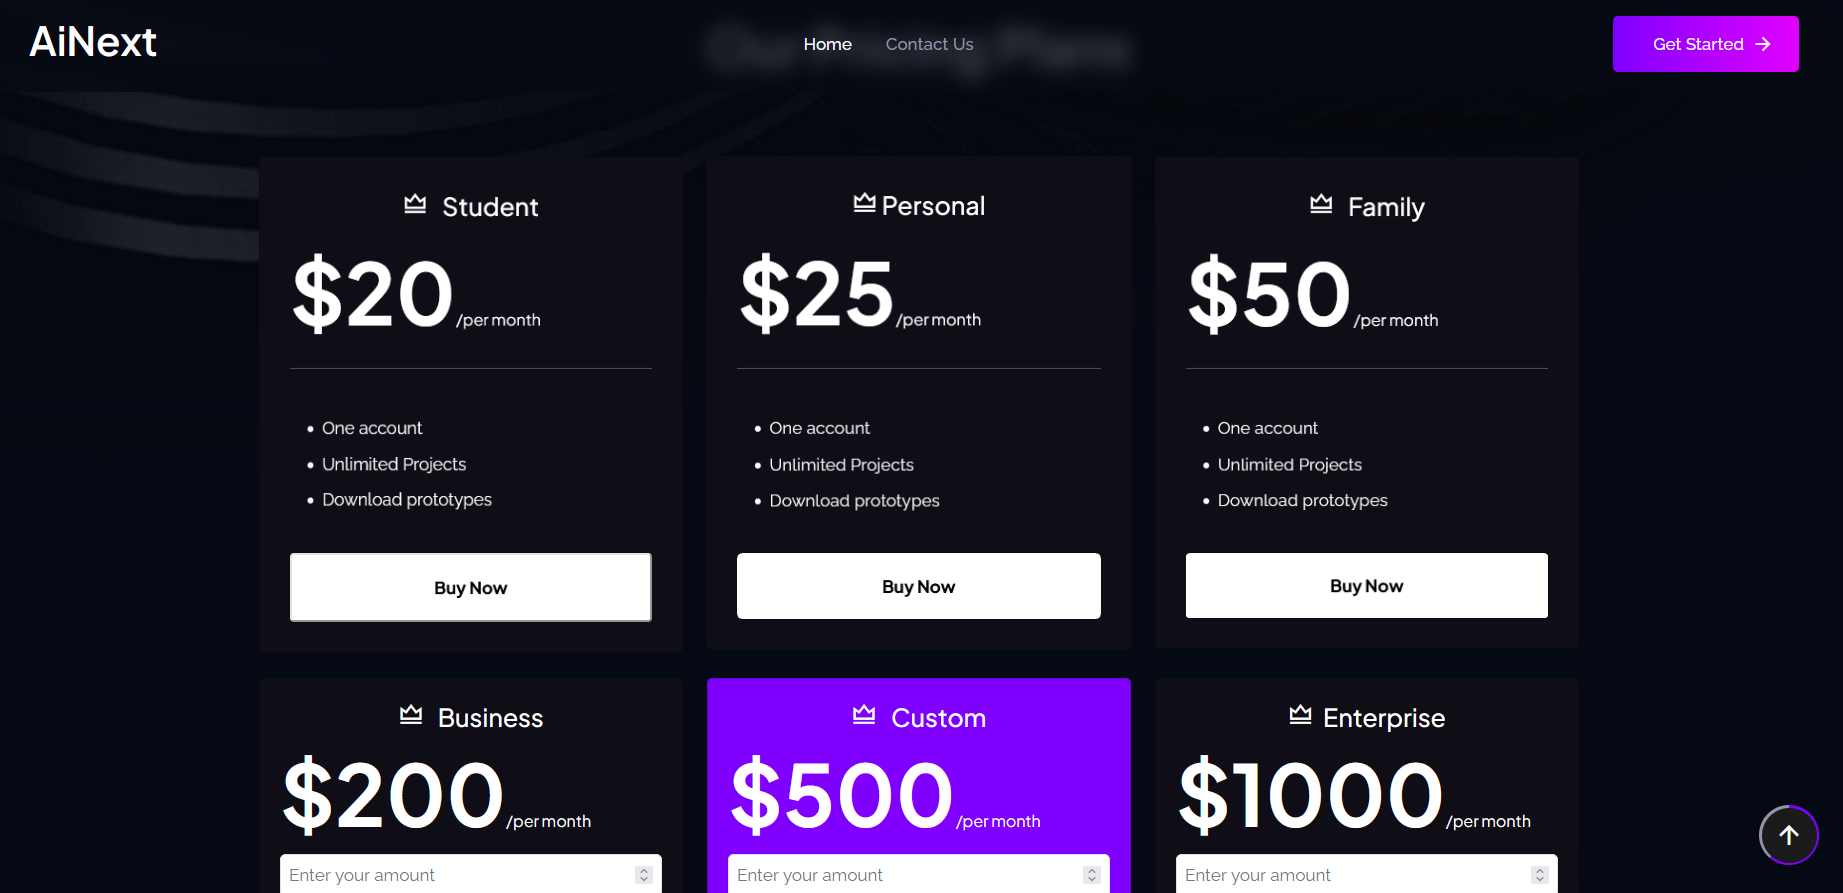 AiNext
Our Pricing Plans
Home
Contact Us
Get Started
Student
$20/per month
One account
Unlimited Projects
Download prototypes
Buy Now
Personal
$25/per month
One account
Unlimited Projects
Download prototypes
Buy Now
Family
$50/per month
One account
Unlimited Projects
Download prototypes
Buy Now
Business
$200/per month
Enter your amount
Custom
$500/per month
Enter your amount
Enterprise
$1000/per month
Enter your amount